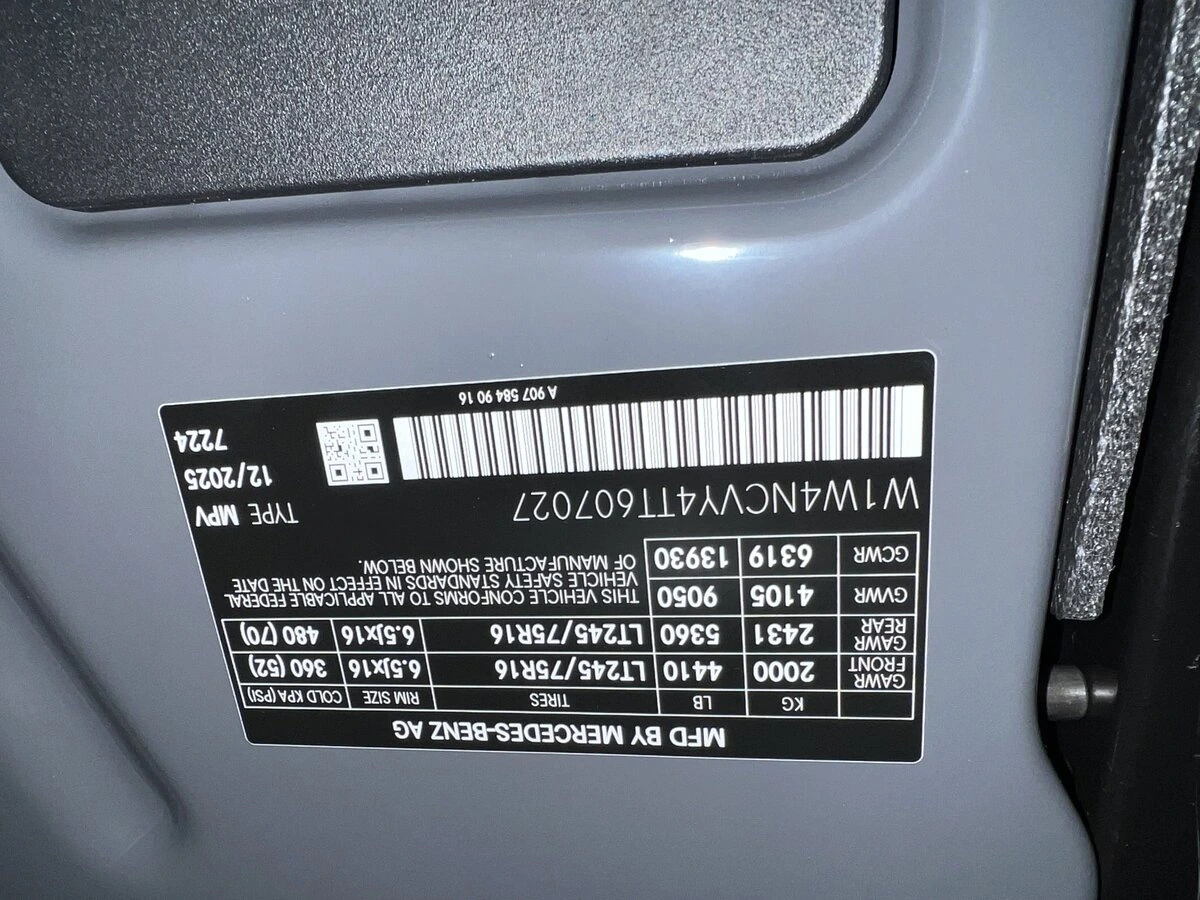 MFD BY MERCEDES-BENZ AG
KG LB TIRES RIM SIZE COLD KPA (PSI)
GAWR FRONT 2000 4410 LT245/75R16 6.5Jx16 360 (52)
GAWR REAR 2431 5360 LT245/75R16 6.5Jx16 480 (70)
GVWR 4105 9050
GCWR 6319 13930
THIS VEHICLE CONFORMS TO ALL APPLICABLE FEDERAL
VEHICLE SAFETY STANDARDS IN EFFECT ON THE DATE
OF MANUFACTURE SHOWN BELOW.
W1W4NCVY4TT607027
TYPE MPV
12/2025
7224
A 907 584 90 16